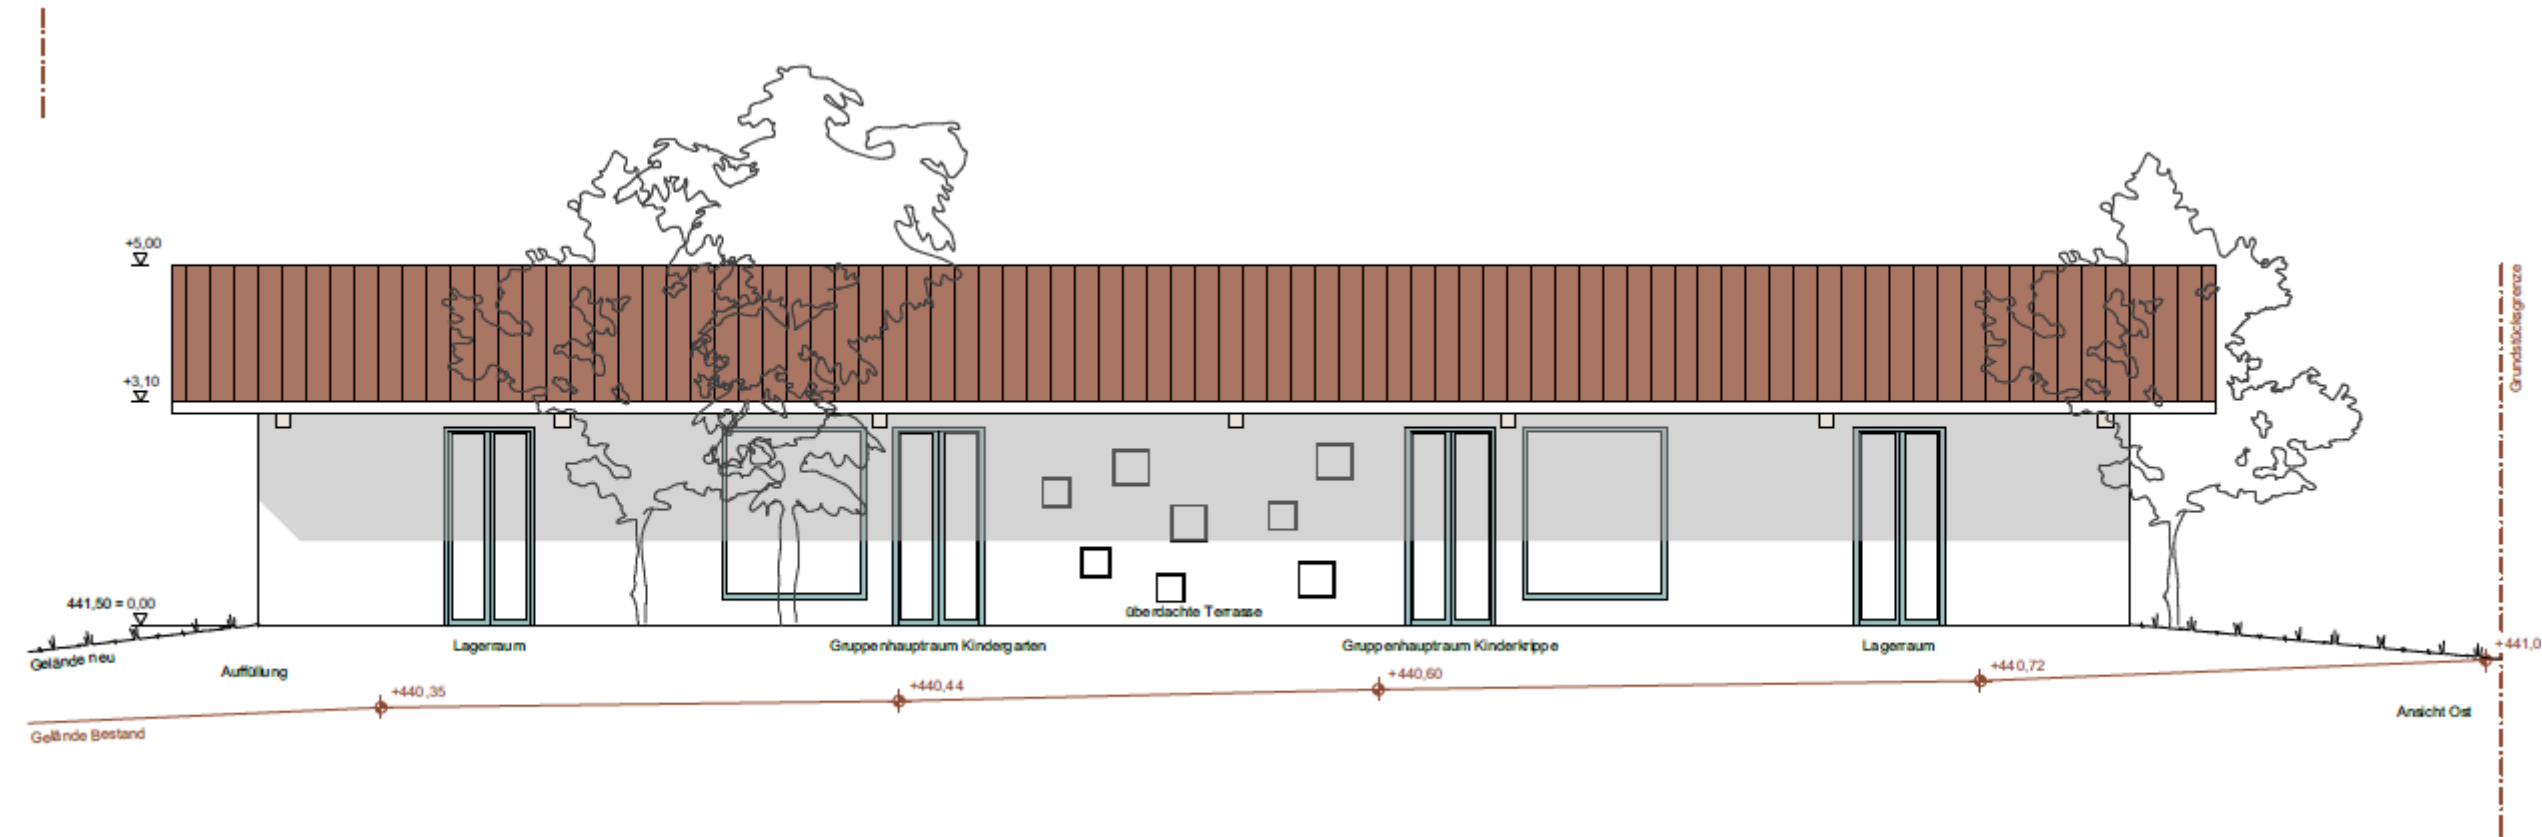 +5,00
Grundstücksgrenze
+3,10
441,50 = 0,00
überdachte Terrasse
Lagerraum
Gruppenhauptraum Kindergarten
Gruppenhauptraum Kinderkrippe
Lagerraum
+441,0
Gelände neu
Auffüllung
+440,35
+440,44
+440,60
+440,72
Gelände Bestand
Ansicht Ost